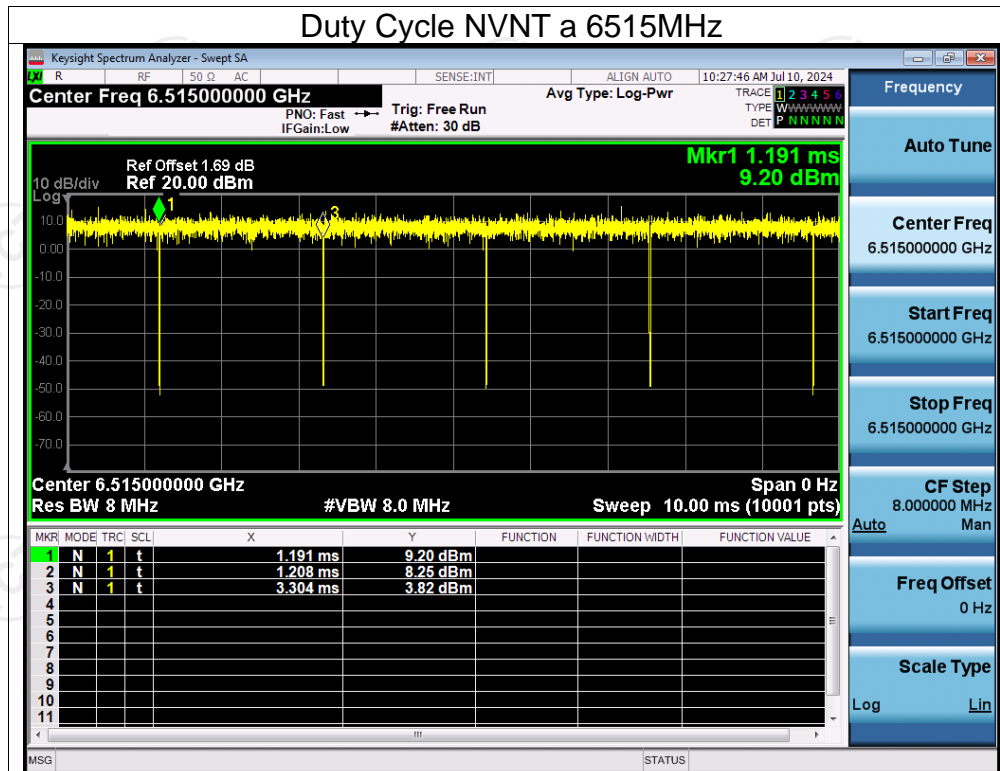 Duty Cycle NVNT a 6515MHz
Keysight Spectrum Analyzer - Swept SA
LXI R RF 50 Ω AC SENSE:INT ALIGN AUTO 10:27:46 AM Jul 10, 2024
Center Freq 6.515000000 GHz
PNO: Fast
IFGain:Low
Trig: Free Run
#Atten: 30 dB
Avg Type: Log-Pwr
TRACE 1 2 3 4 5 6
TYPE WWWWWW
DET P N N N N N
Ref Offset 1.69 dB
10 dB/div Ref 20.00 dBm
Log
Mkr1 1.191 ms
9.20 dBm
1
3
10.0
0.00
-10.0
-20.0
-30.0
-40.0
-50.0
-60.0
-70.0
Center 6.515000000 GHz Span 0 Hz
Res BW 8 MHz #VBW 8.0 MHz Sweep 10.00 ms (10001 pts)
MKR MODE TRC SCL X Y FUNCTION FUNCTION WIDTH FUNCTION VALUE
1 N 1 t 1.191 ms 9.20 dBm
2 N 1 t 1.208 ms 8.25 dBm
3 N 1 t 3.304 ms 3.82 dBm
4
5
6
7
8
9
10
11
MSG STATUS
Frequency
Auto Tune
Center Freq
6.515000000 GHz
Start Freq
6.515000000 GHz
Stop Freq
6.515000000 GHz
CF Step
8.000000 MHz
Auto Man
Freq Offset
0 Hz
Scale Type
Log Lin